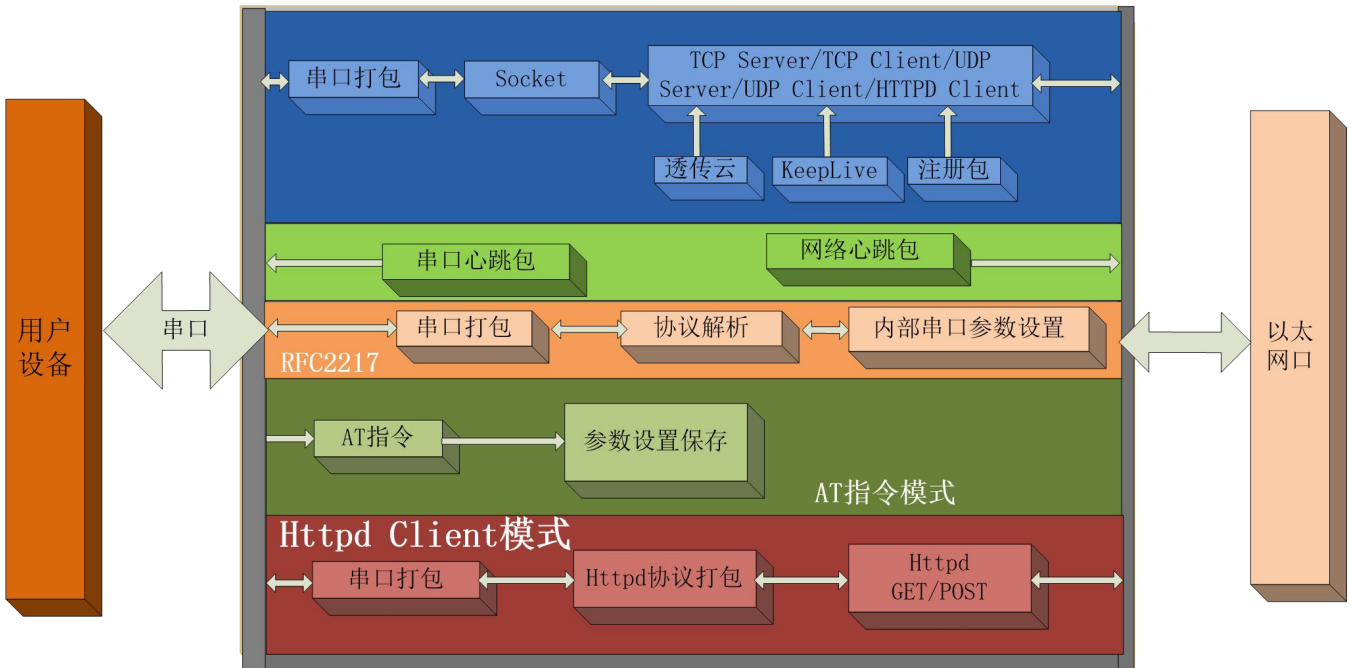 串口打包
Socket
TCP Server/TCP Client/UDP
Server/UDP Client/HTTPD Client
透传云
KeepLive
注册包
串口心跳包
网络心跳包
用户
设备
串口
串口打包
协议解析
内部串口参数设置
RFC2217
以太
网口
AT指令
参数设置保存
AT指令模式
Httpd Client模式
串口打包
Httpd协议打包
Httpd
GET/POST